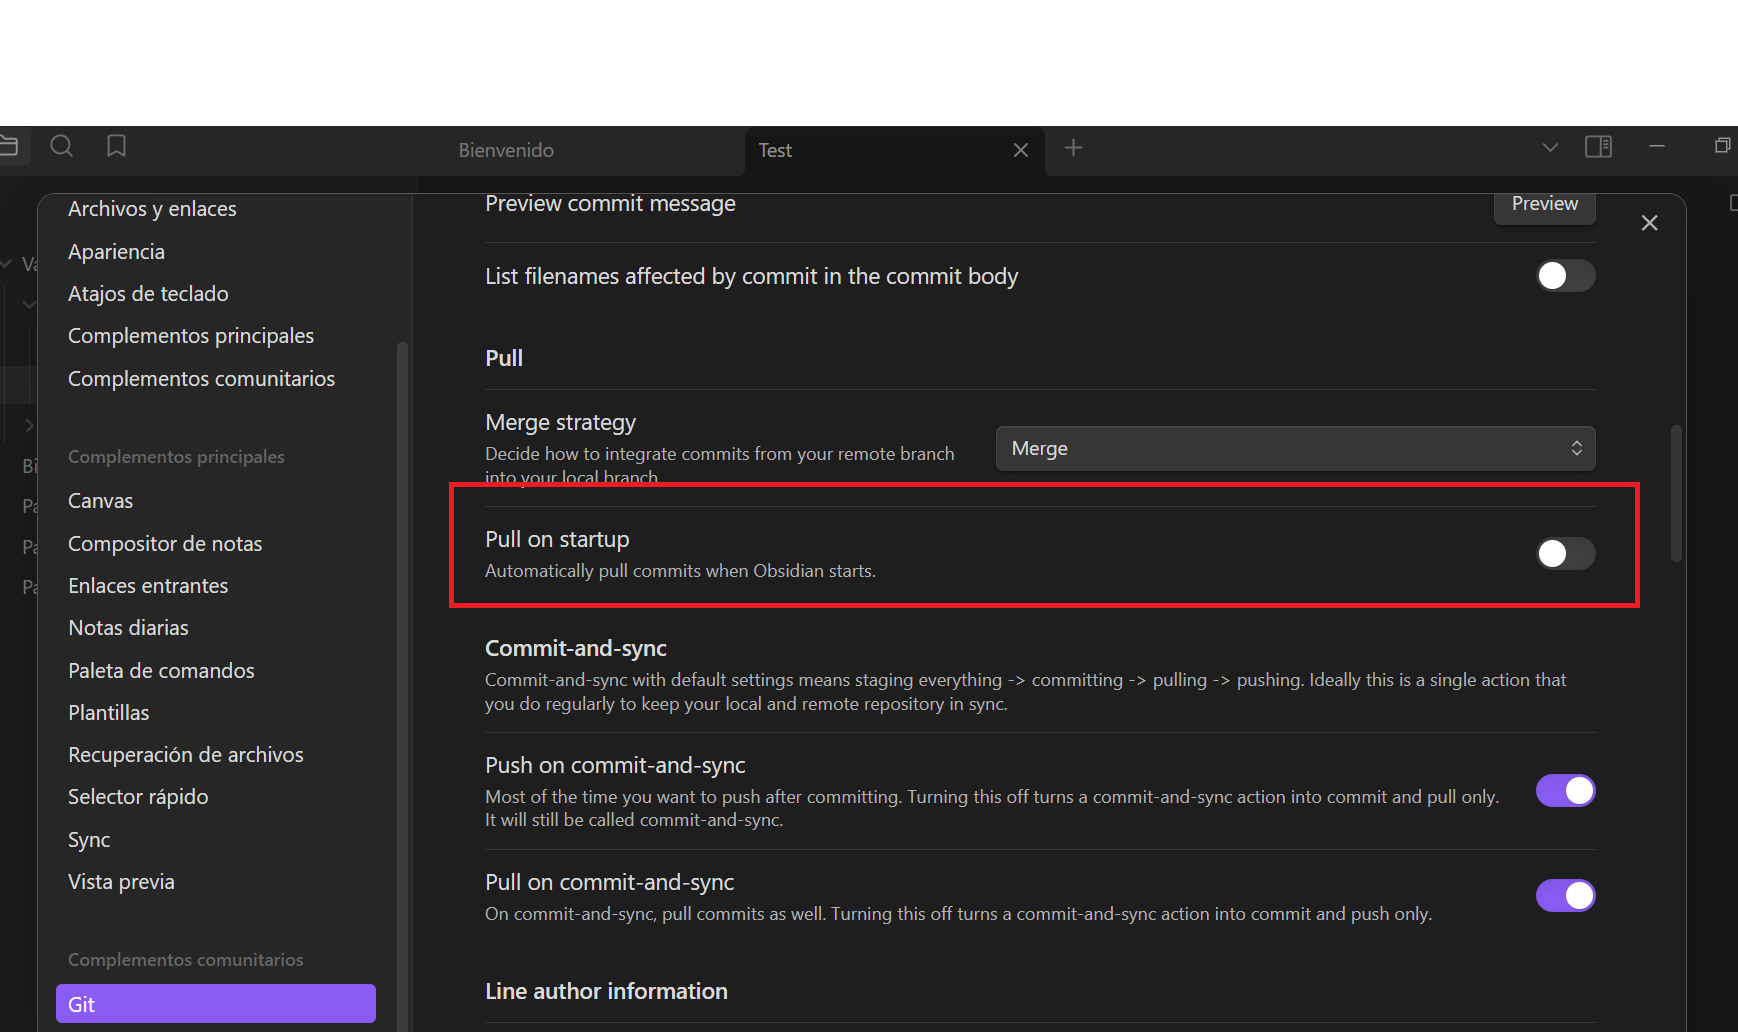 Bienvenido
Test
Archivos y enlaces
Apariencia
Atajos de teclado
Complementos principales
Complementos comunitarios
Complementos principales
Canvas
Compositor de notas
Enlaces entrantes
Notas diarias
Paleta de comandos
Plantillas
Recuperación de archivos
Selector rápido
Sync
Vista previa
Complementos comunitarios
Git
Preview commit message
Preview
List filenames affected by commit in the commit body
Pull
Merge strategy
Decide how to integrate commits from your remote branch
into your local branch
Merge
Pull on startup
Automatically pull commits when Obsidian starts.
Commit-and-sync
Commit-and-sync with default settings means staging everything -> committing -> pulling -> pushing. Ideally this is a single action that
you do regularly to keep your local and remote repository in sync.
Push on commit-and-sync
Most of the time you want to push after committing. Turning this off turns a commit-and-sync action into commit and pull only.
It will still be called commit-and-sync.
Pull on commit-and-sync
On commit-and-sync, pull commits as well. Turning this off turns a commit-and-sync action into commit and push only.
Line author information